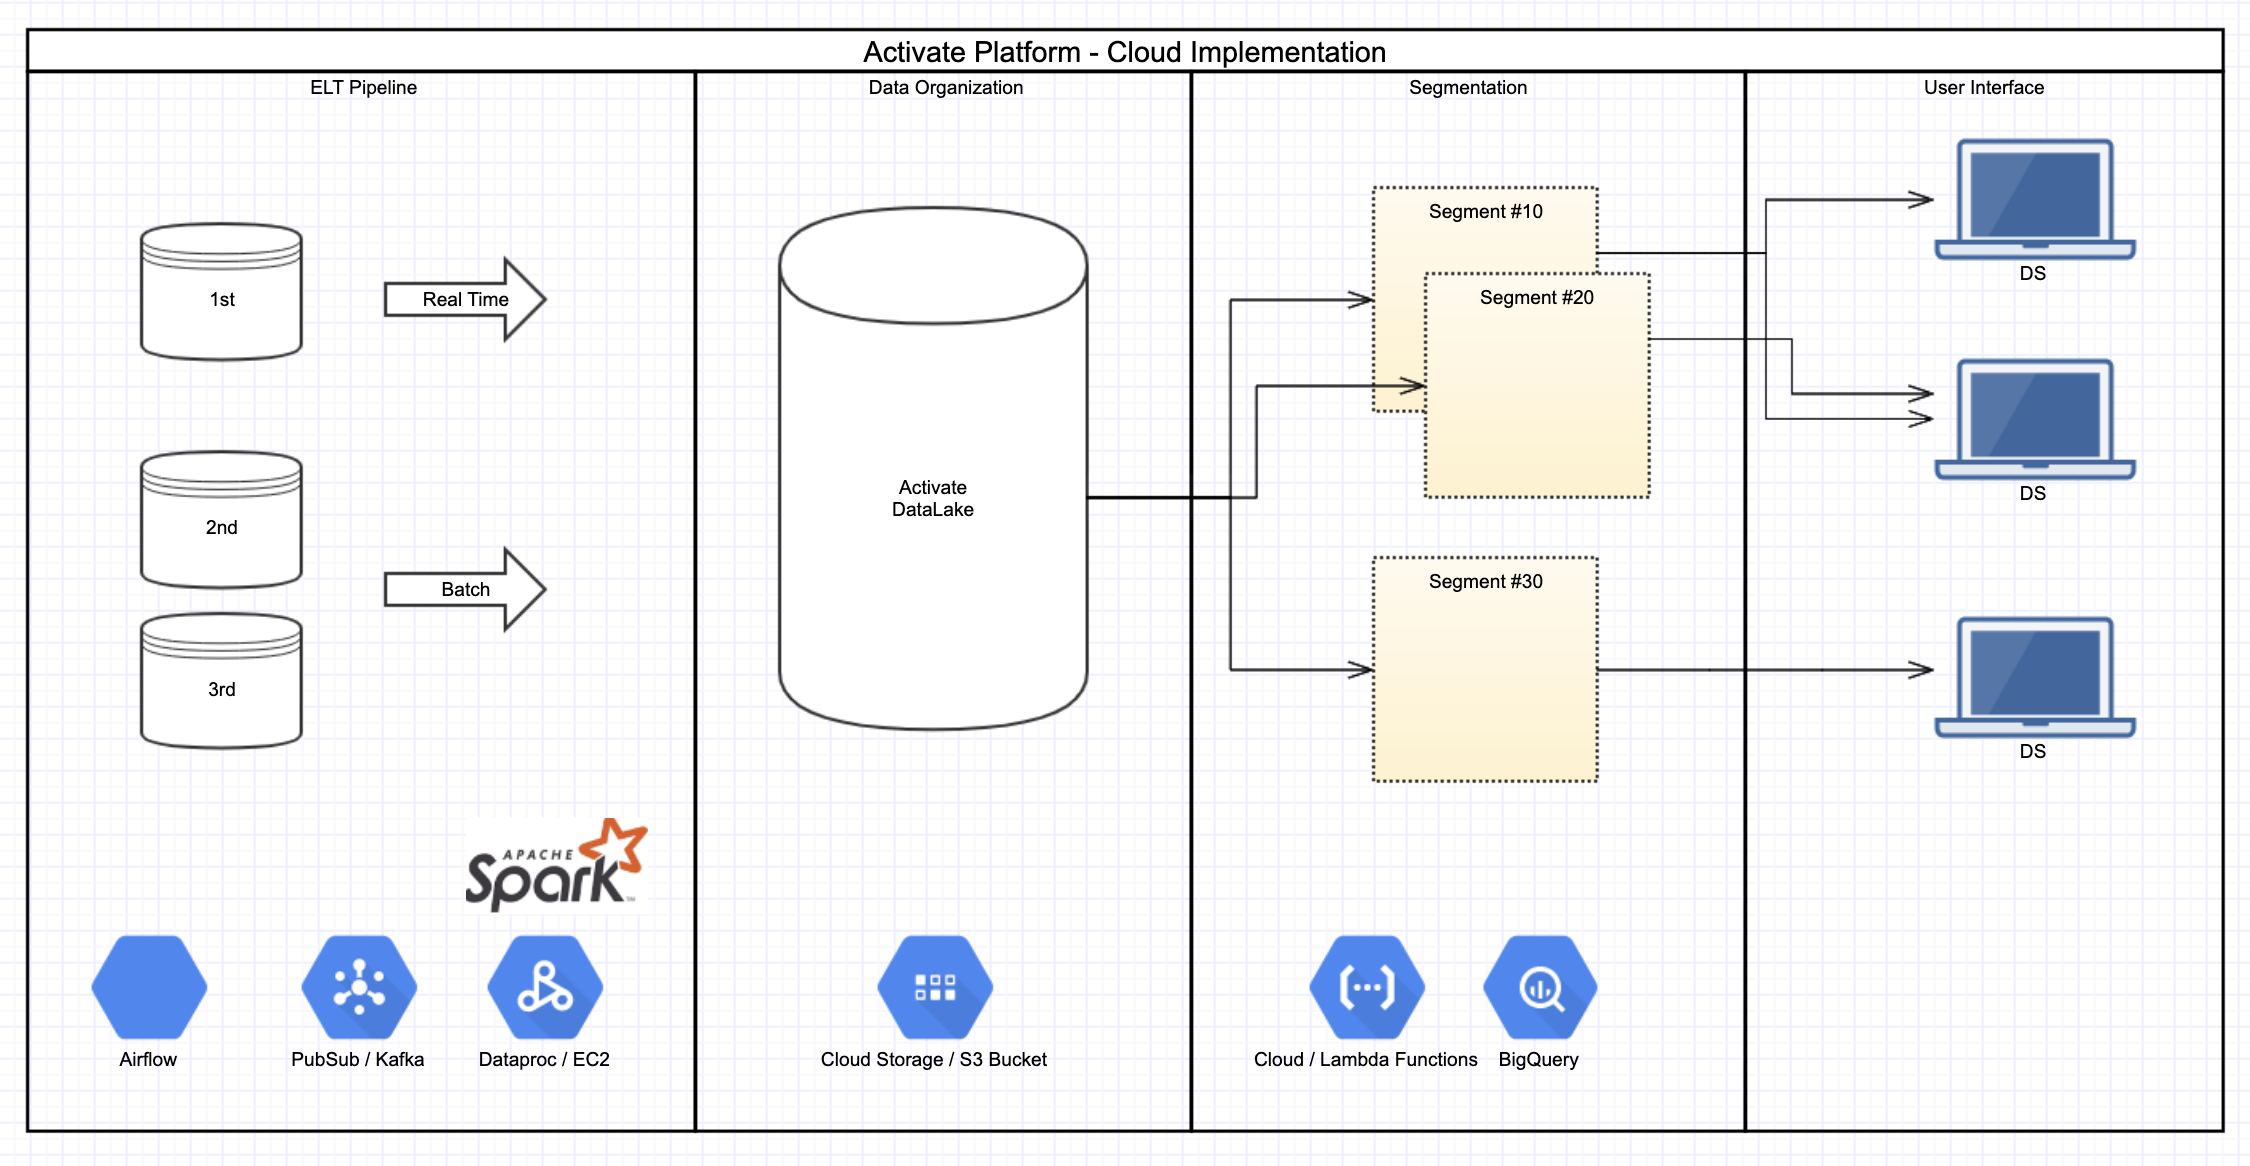 Activate Platform - Cloud Implementation
ELT Pipeline
Data Organization
Segmentation
User Interface
1st
Real Time
2nd
Batch
3rd
Activate
DataLake
Segment #10
Segment #20
Segment #30
DS
DS
DS
APACHE
Spark
TM
Airflow
PubSub / Kafka
Dataproc / EC2
Cloud Storage / S3 Bucket
Cloud / Lambda Functions
BigQuery